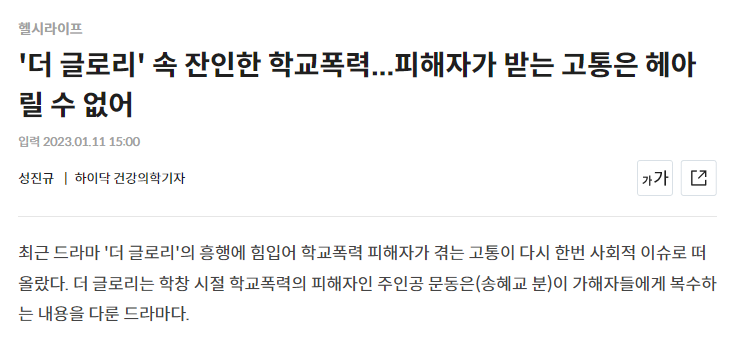 헬시라이프
'더 글로리' 속 잔인한 학교폭력...피해자가 받는 고통은 헤아
릴 수 없어
입력 2023.01.11 15:00
성진규 | 하이닥 건강의학기자
가가
최근 드라마 '더 글로리'의 흥행에 힘입어 학교폭력 피해자가 겪는 고통이 다시 한번 사회적 이슈로 떠
올랐다. 더 글로리는 학창 시절 학교폭력의 피해자인 주인공 문동은(송혜교 분)이 가해자들에게 복수하
는 내용을 다룬 드라마다.